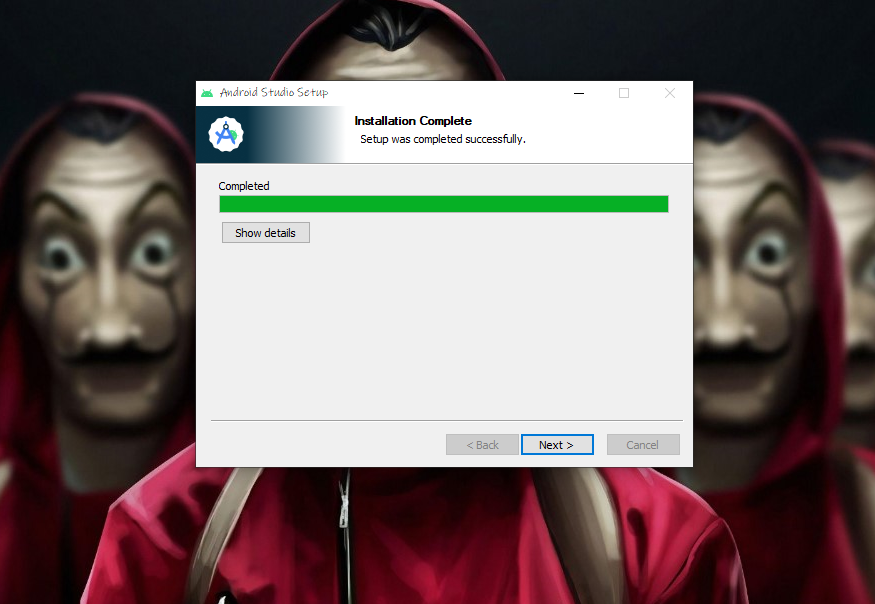 Android Studio Setup
Installation Complete
Setup was completed successfully.
Completed
Show details
< Back
Next >
Cancel